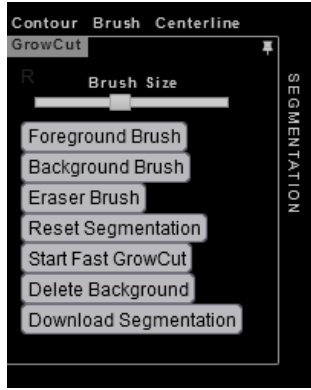 Contour Brush Centerline
GrowCut
R
Brush Size
Foreground Brush
Background Brush
Eraser Brush
Reset Segmentation
Start Fast GrowCut
Delete Background
Download Segmentation
SEGMENTATION